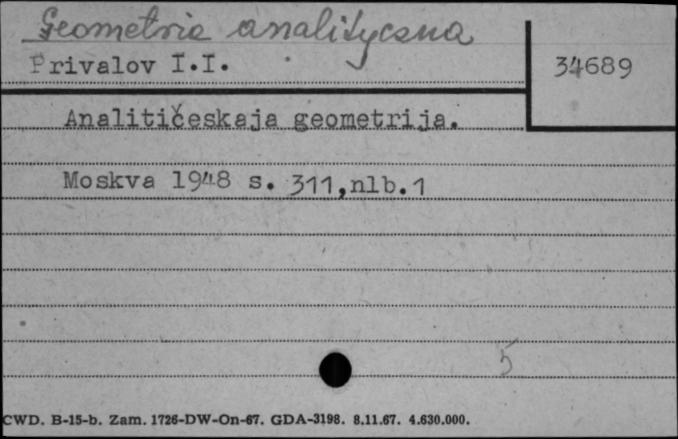 Geometria analityczna
Privalov I.I.
34689
Analitičeskaja geometrija.
Moskva 1948 s. 311,nlb.1
5
CWD. B-15-b. Zam. 1726-DW-On-67. GDA-3198. 8.11.67. 4.630.000.